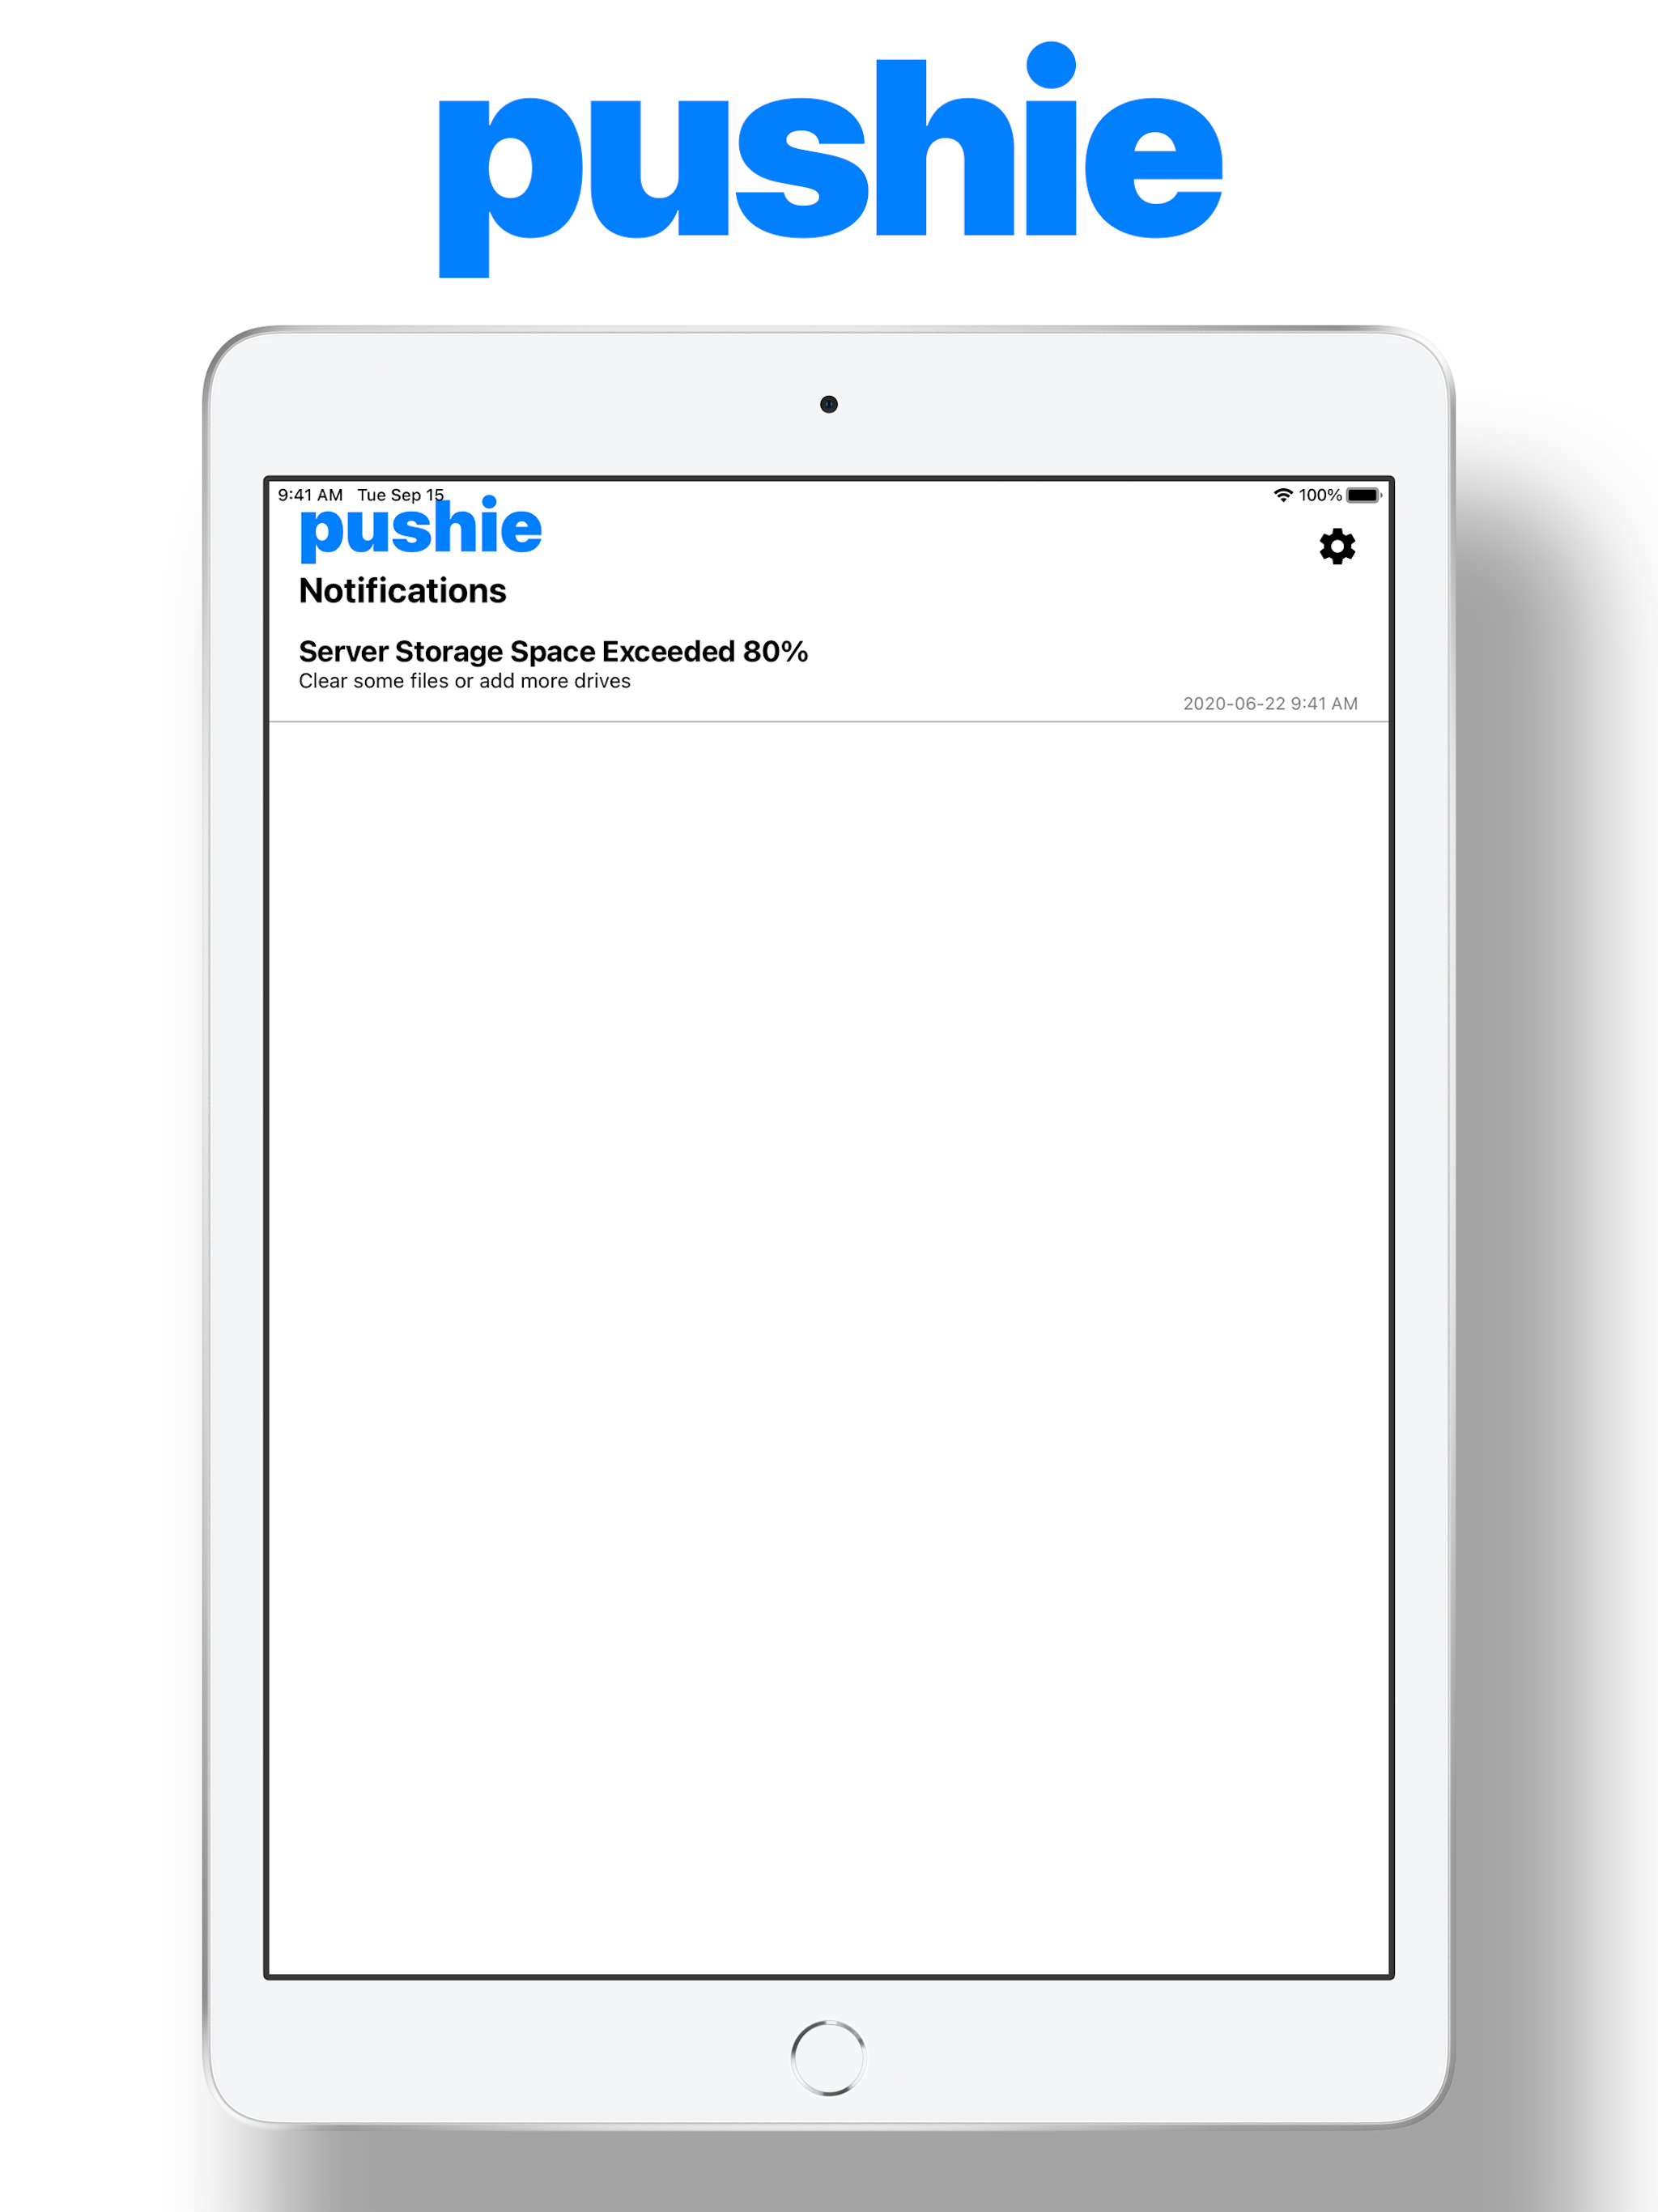 pushie
9:41 AM Tue Sep 15
100%
pushie
Notifications
Server Storage Space Exceeded 80%
Clear some files or add more drives
2020-06-22 9:41 AM